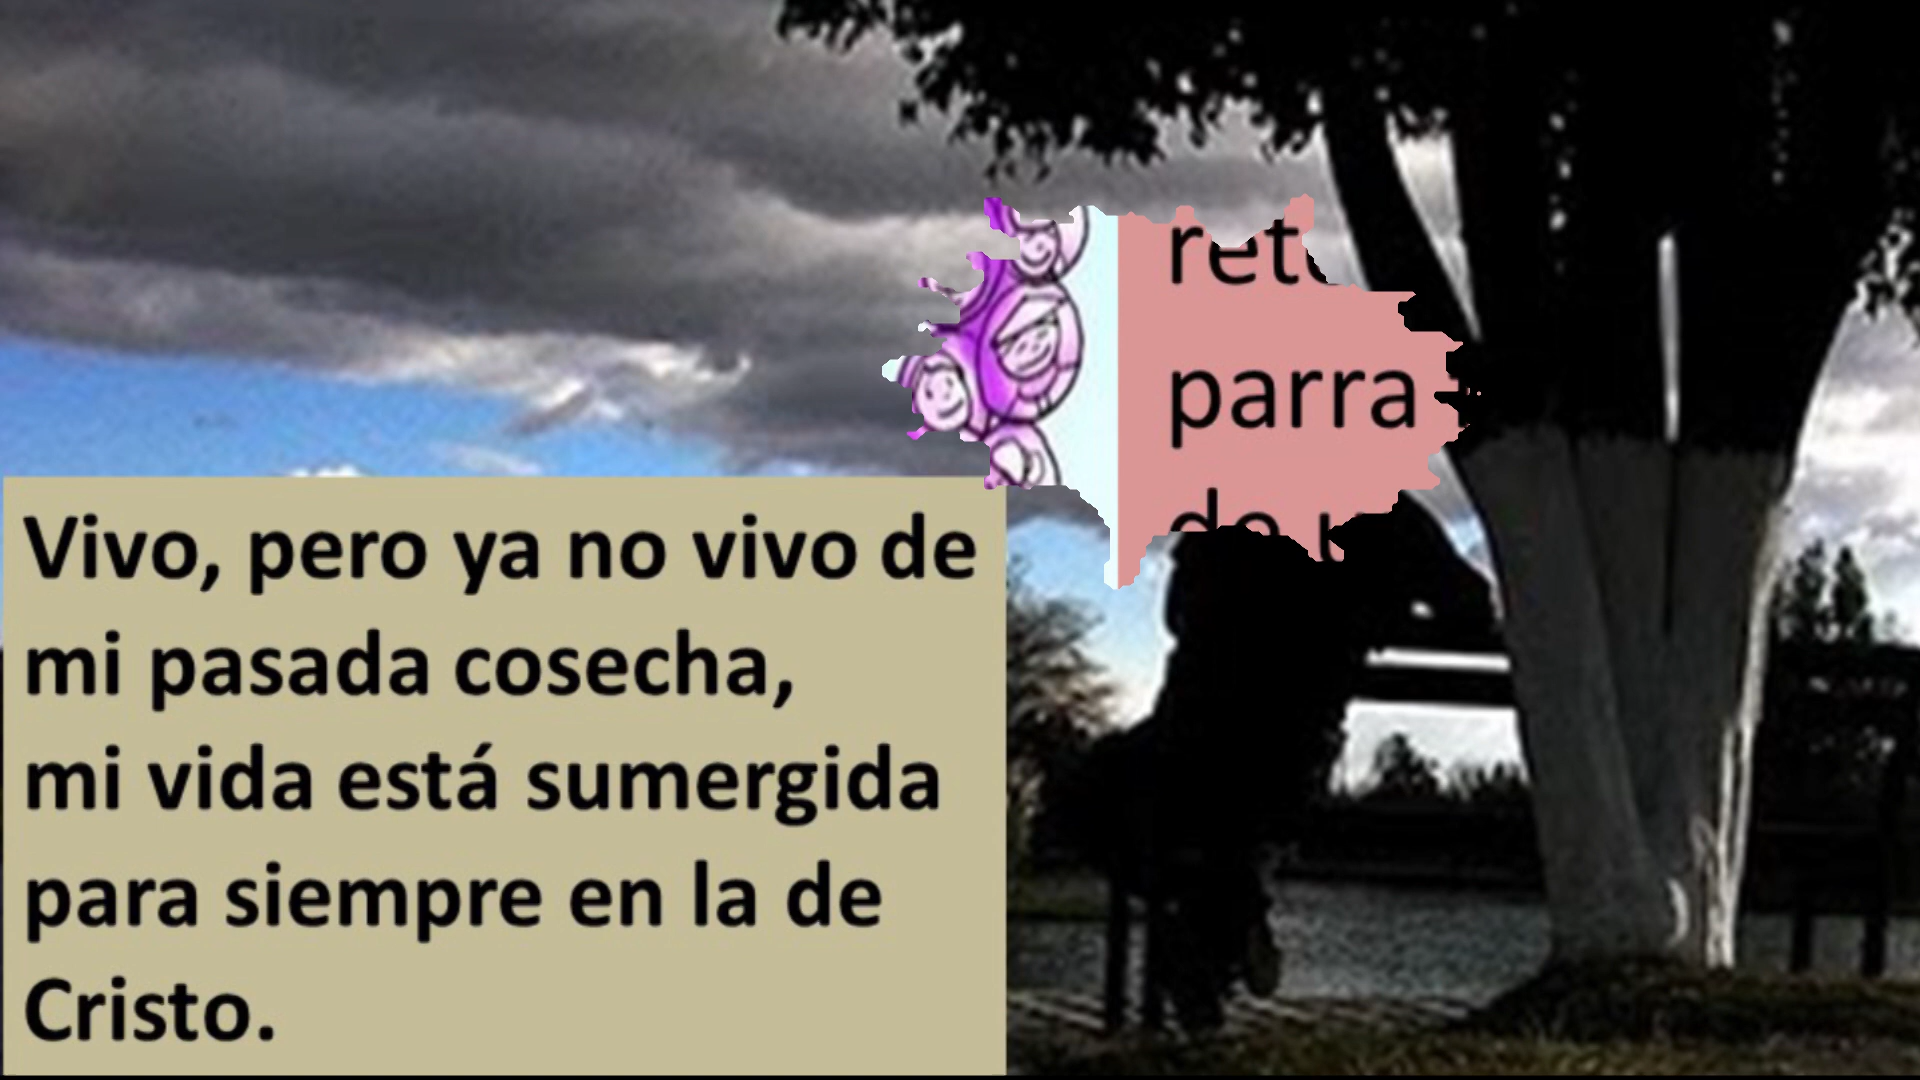 parra
Vivo, pero ya no vivo de
mi pasada cosecha,
mi vida está sumergida
para siempre en la de
Cristo.